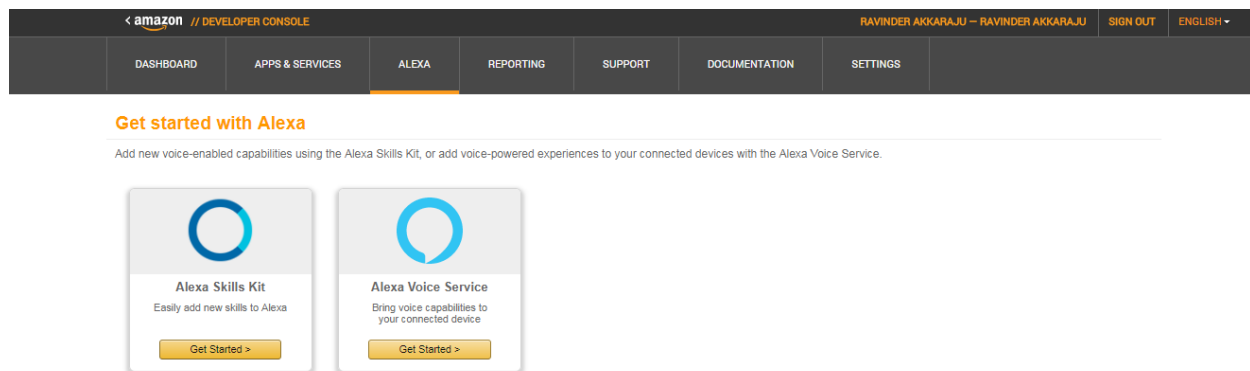 < amazon // DEVELOPER CONSOLE
RAVINDER AKKARAJU – RAVINDER AKKARAJU
SIGN OUT
ENGLISH
DASHBOARD
APPS & SERVICES
ALEXA
REPORTING
SUPPORT
DOCUMENTATION
SETTINGS
Get started with Alexa
Add new voice-enabled capabilities using the Alexa Skills Kit, or add voice-powered experiences to your connected devices with the Alexa Voice Service.
Alexa Skills Kit
Easily add new skills to Alexa
Get Started >
Alexa Voice Service
Bring voice capabilities to
your connected device
Get Started >